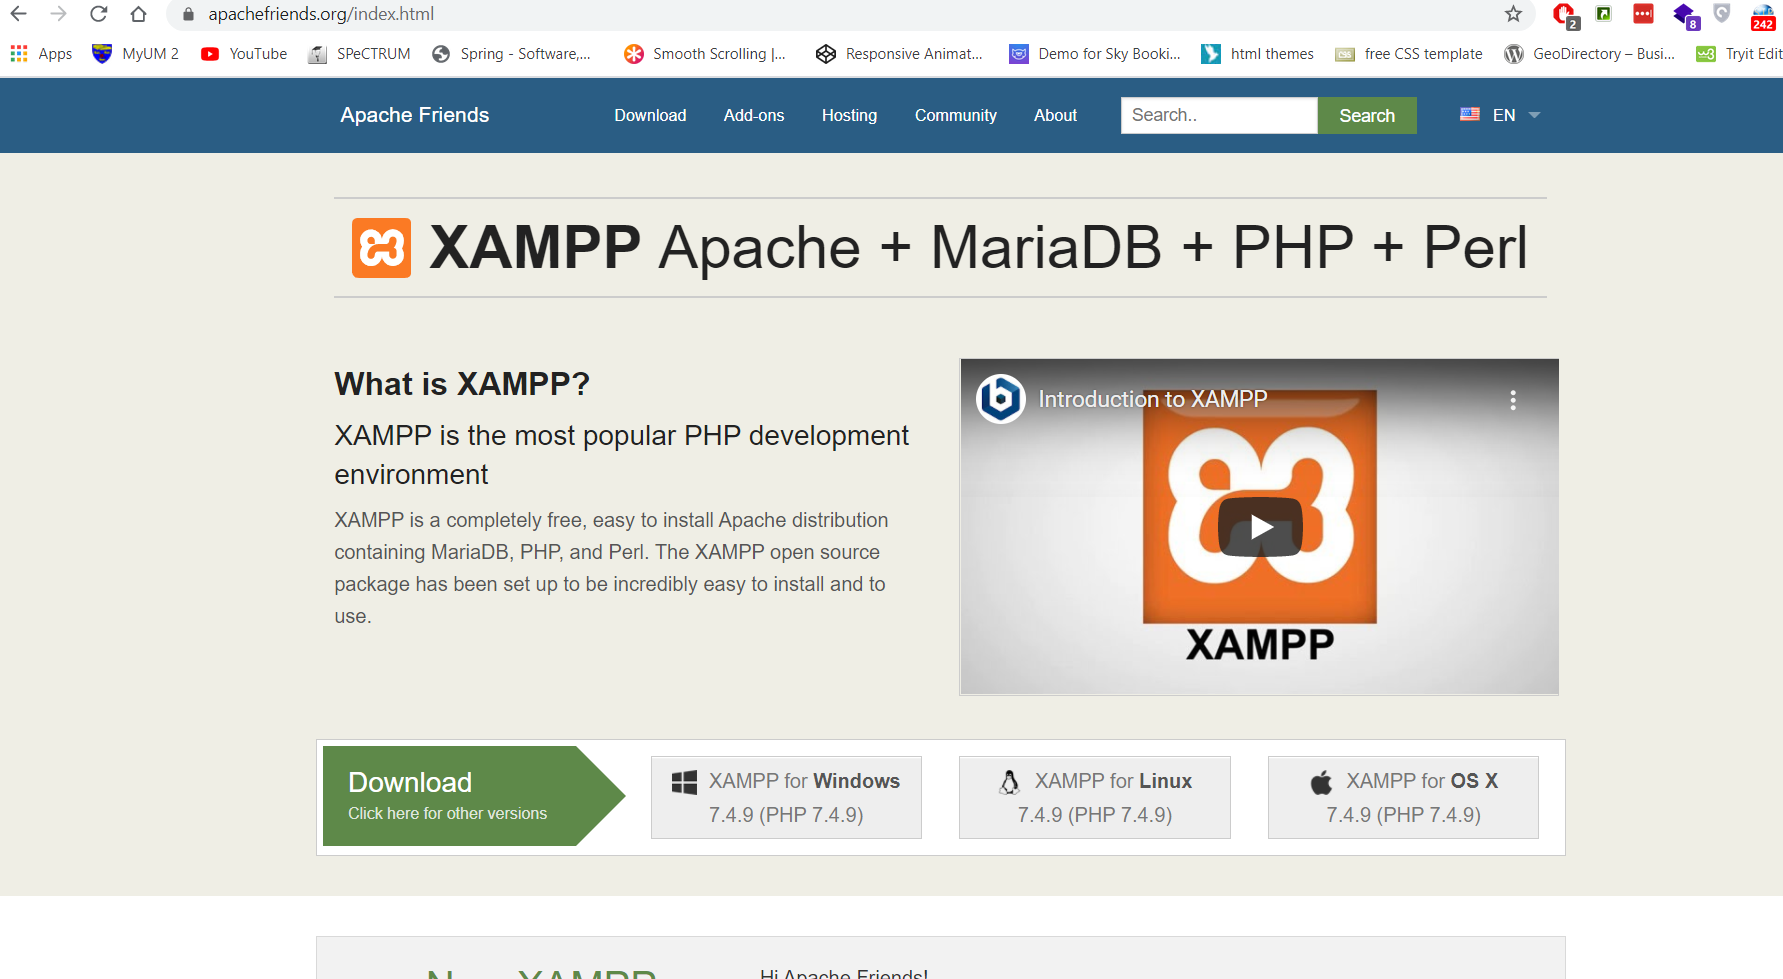 apachefriends.org/index.html
2
8
242
Apps MyUM 2 YouTube SPeCTRUM Spring - Software,... Smooth Scrolling |... Responsive Animat... Demo for Sky Booki... html themes free CSS template GeoDirectory – Busi... Tryit Edit
Apache Friends Download Add-ons Hosting Community About Search.. Search EN
XAMPP Apache + MariaDB + PHP + Perl
What is XAMPP?
XAMPP is the most popular PHP development
environment
XAMPP is a completely free, easy to install Apache distribution
containing MariaDB, PHP, and Perl. The XAMPP open source
package has been set up to be incredibly easy to install and to
use.
Introduction to XAMPP
XAMPP
Download
Click here for other versions
XAMPP for Windows
7.4.9 (PHP 7.4.9)
XAMPP for Linux
7.4.9 (PHP 7.4.9)
XAMPP for OS X
7.4.9 (PHP 7.4.9)
New XAMPP
Hi Apache Friends!